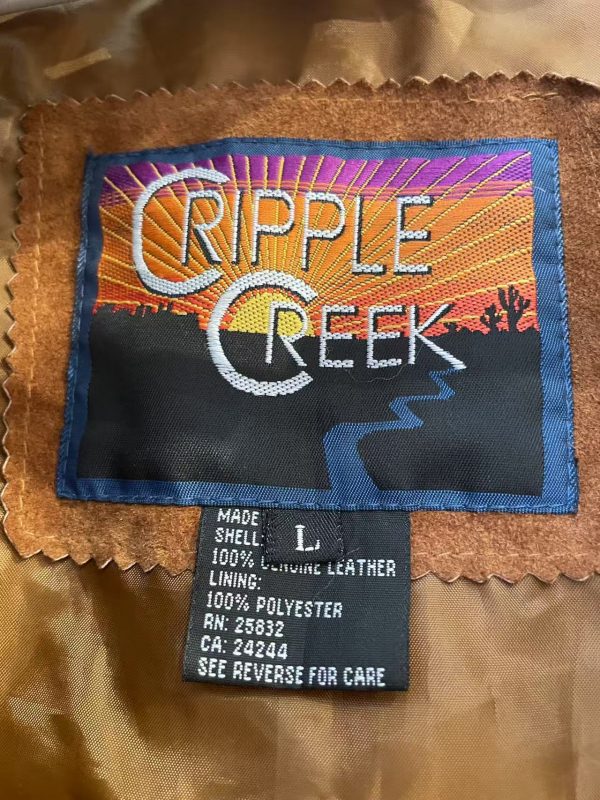 CRIPPLE
CREEK
L
MADE
SHELL:
100% GENUINE LEATHER
LINING:
100% POLYESTER
RN: 25832
CA: 24244
SEE REVERSE FOR CARE